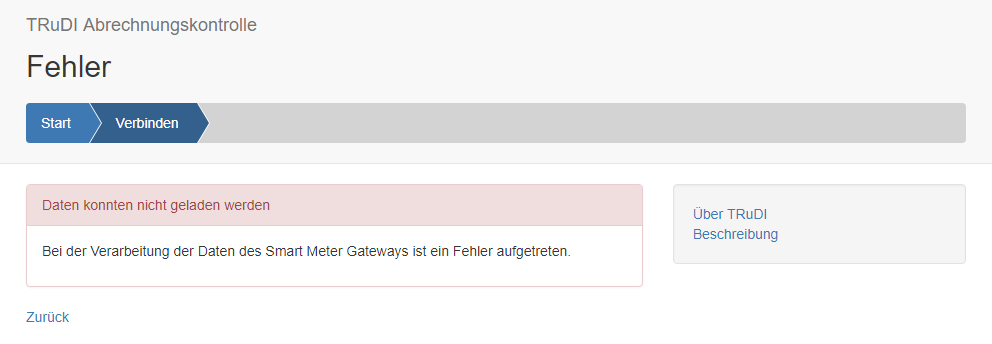 TRuDI Abrechnungskontrolle
Fehler
Start
Verbinden
Daten konnten nicht geladen werden
Bei der Verarbeitung der Daten des Smart Meter Gateways ist ein Fehler aufgetreten.
Über TRuDI
Beschreibung
Zurück